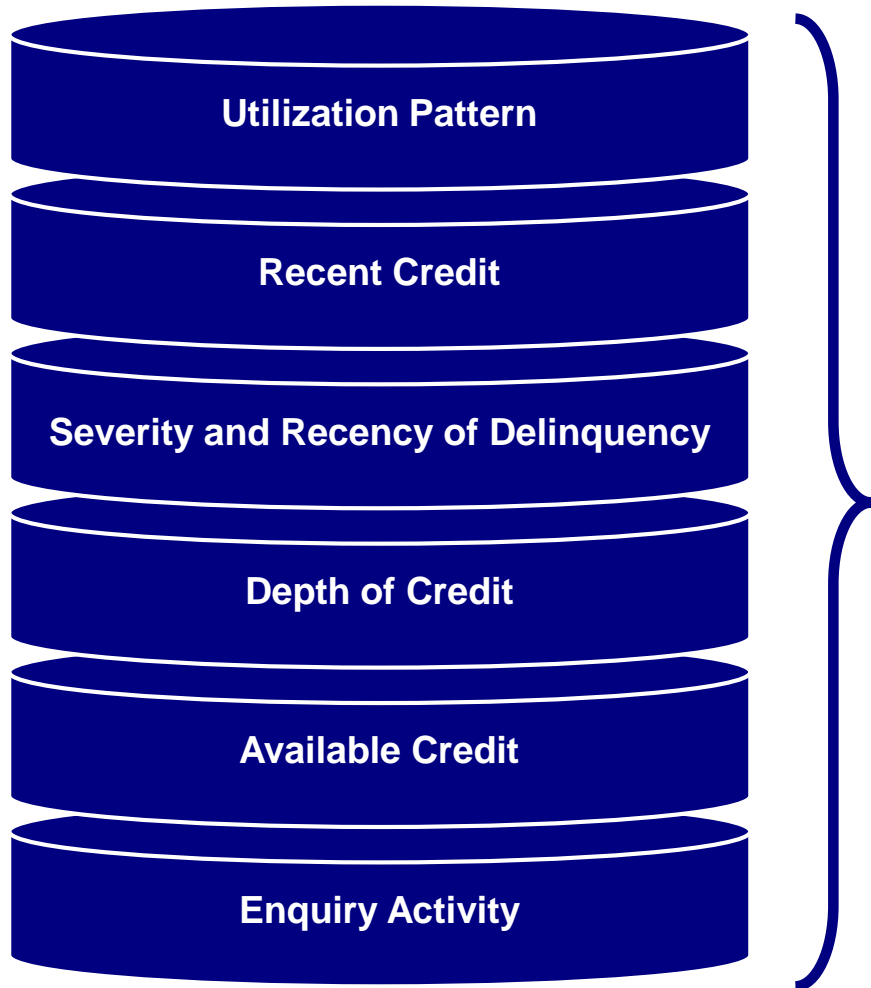 Utilization Pattern
Recent Credit
Severity and Recency of Delinquency
Depth of Credit
Available Credit
Enquiry Activity